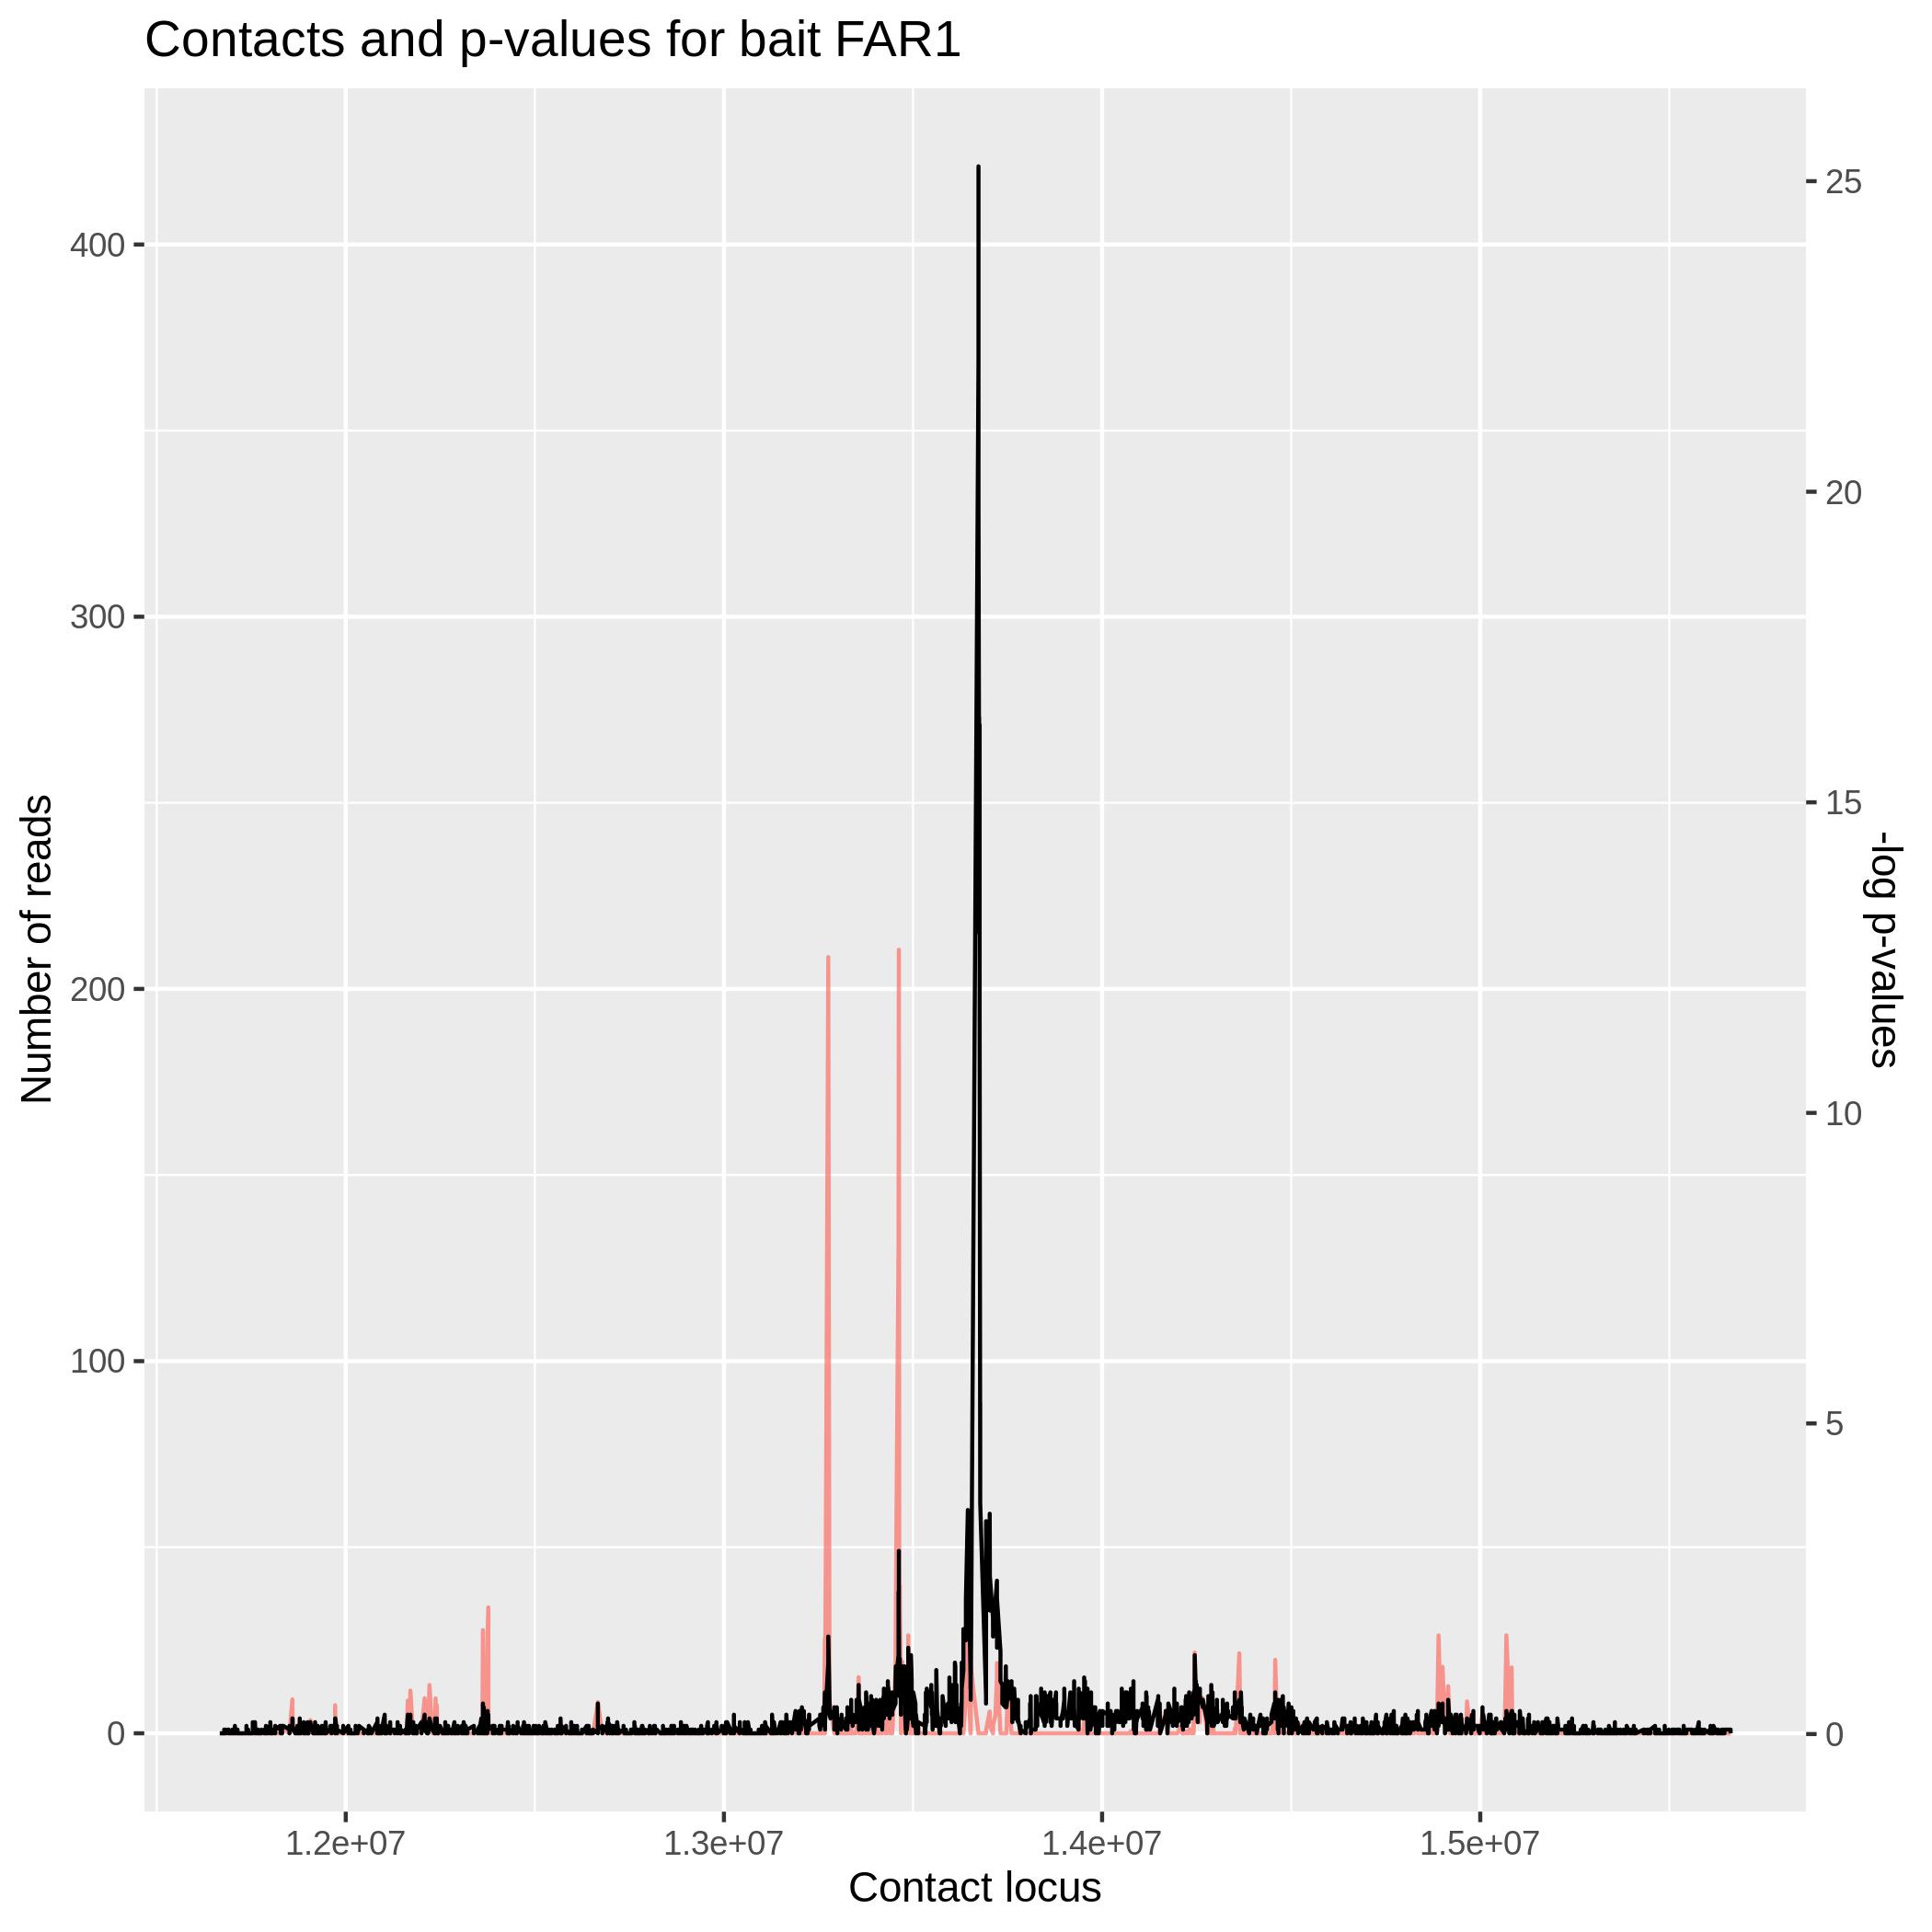 Contacts and p-values for bait FAR1
400
300
200
100
0
Number of reads
25
20
15
10
5
0
-log p-values
1.2e+07
1.3e+07
1.4e+07
1.5e+07
Contact locus